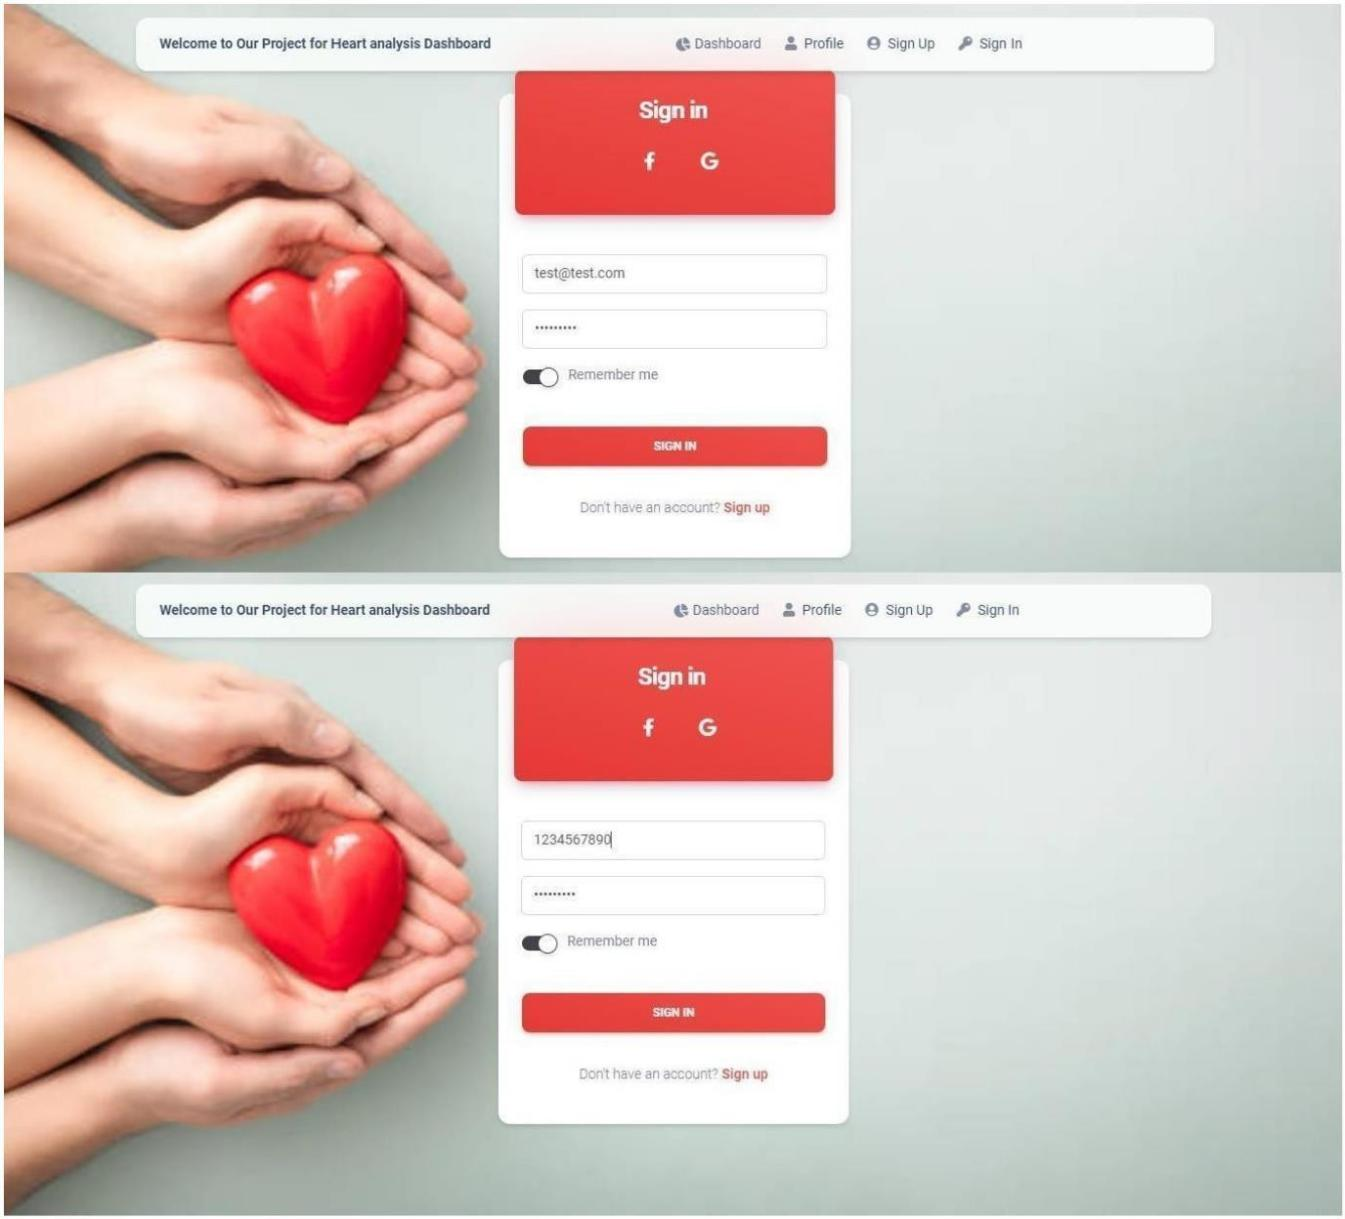 Welcome to Our Project for Heart analysis Dashboard
Dashboard
Profile
Sign Up
Sign In
Sign in
test@test.com
•••••••••
Remember me
SIGN IN
Don't have an account? Sign up
Welcome to Our Project for Heart analysis Dashboard
Dashboard
Profile
Sign Up
Sign In
Sign in
1234567890
•••••••••
Remember me
SIGN IN
Don't have an account? Sign up